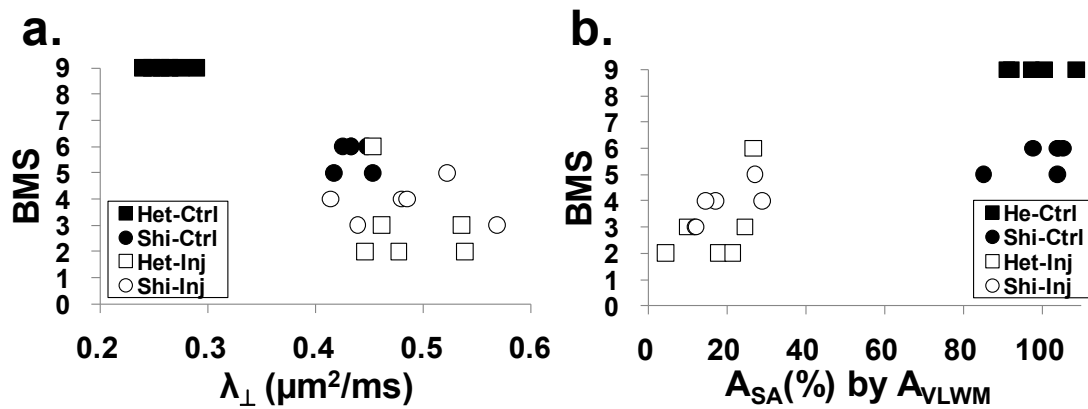 a.
BMS
9
8
7
6
5
4
3
2
1
0
Het-Ctrl
Shi-Ctrl
Het-Inj
Shi-Inj
0.2 0.3 0.4 0.5 0.6
λ⊥ (µm²/ms)
b.
BMS
9
8
7
6
5
4
3
2
1
0
He-Ctrl
Shi-Ctrl
Het-Inj
Shi-Inj
0 20 40 60 80 100
A_SA(%) by A_VLWM